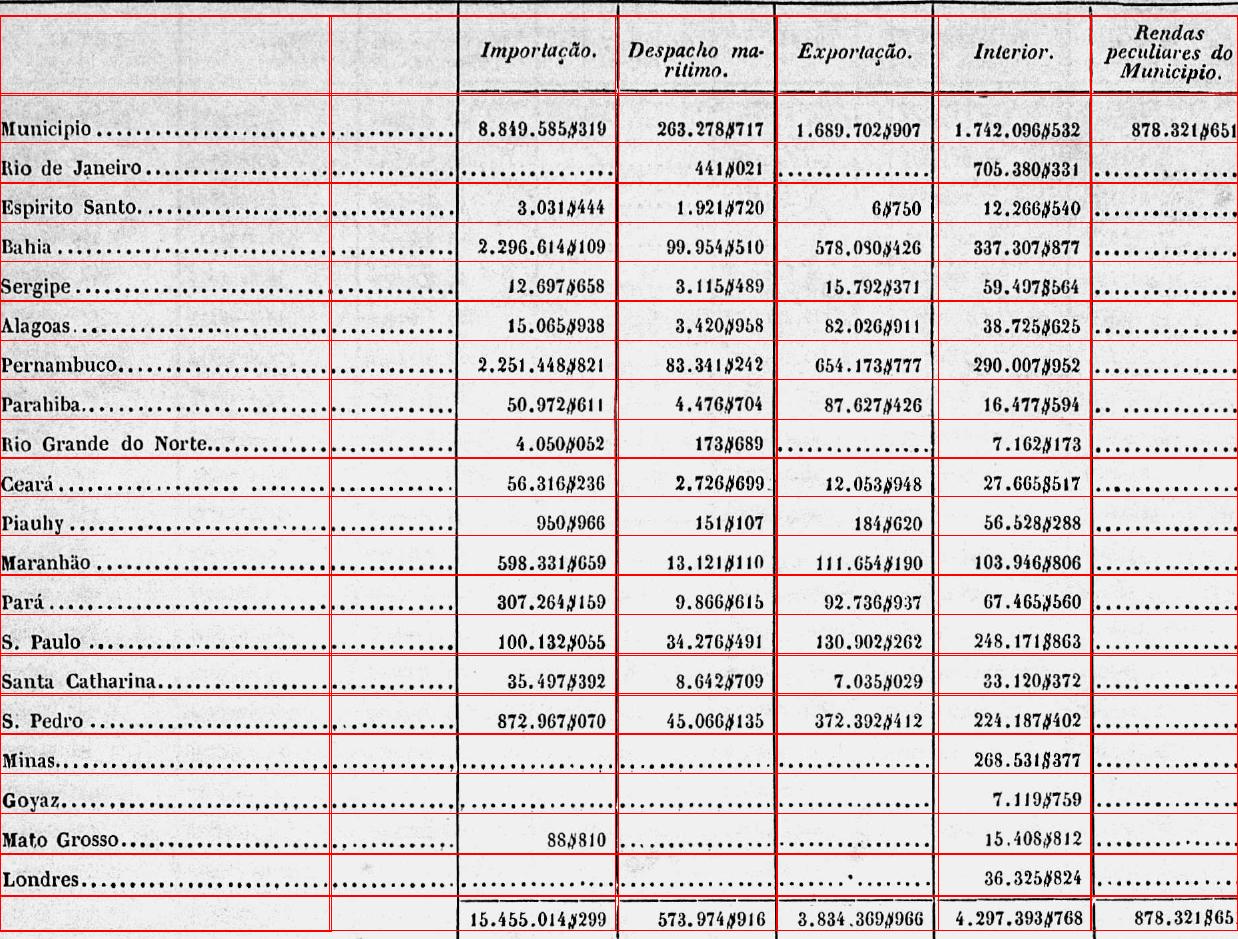 Importação. Despacho maritimo. Exportação. Interior. Rendas peculiares do Municipio.
Municipio ........ 8.849.585$319 263.278$717 1.689.702$907 1.742.096$532 878.321$651
Rio de Janeiro ........ ........ 441$021 ........ 705.380$331 ........
Espirito Santo ........ 3.031$444 1.921$720 6$750 12.266$540 ........
Bahia ........ 2.296.614$109 99.954$510 578.080$426 337.307$877 ........
Sergipe ........ 12.697$658 3.115$489 15.792$371 59.497$564 ........
Alagoas ........ 15.065$938 3.420$958 82.026$911 38.725$625 ........
Pernambuco ........ 2.251.448$821 83.341$242 654.173$777 290.007$952 ........
Parahiba ........ 50.972$611 4.476$704 87.627$426 16.477$594 ........
Rio Grande do Norte ........ 4.050$052 173$689 ........ 7.162$173 ........
Ceará ........ 56.316$236 2.726$699 12.053$948 27.665$517 ........
Piauhy ........ 950$966 151$107 184$620 56.528$288 ........
Maranhão ........ 598.331$659 13.121$110 111.654$190 103.946$806 ........
Pará ........ 307.264$159 9.866$615 92.736$937 67.465$560 ........
S. Paulo ........ 100.132$055 34.276$491 130.902$262 248.171$863 ........
Santa Catharina ........ 35.497$392 8.642$709 7.035$029 33.120$372 ........
S. Pedro ........ 872.967$070 45.066$135 372.392$412 224.187$402 ........
Minas ........ ........ ........ ........ 268.531$377 ........
Goyaz ........ ........ ........ ........ 7.119$759 ........
Mato Grosso ........ 88$810 ........ ........ 15.408$812 ........
Londres ........ ........ ........ ........ 36.325$824 ........
15.455.014$299 573.974$916 3.834.369$966 4.297.393$768 878.321$65